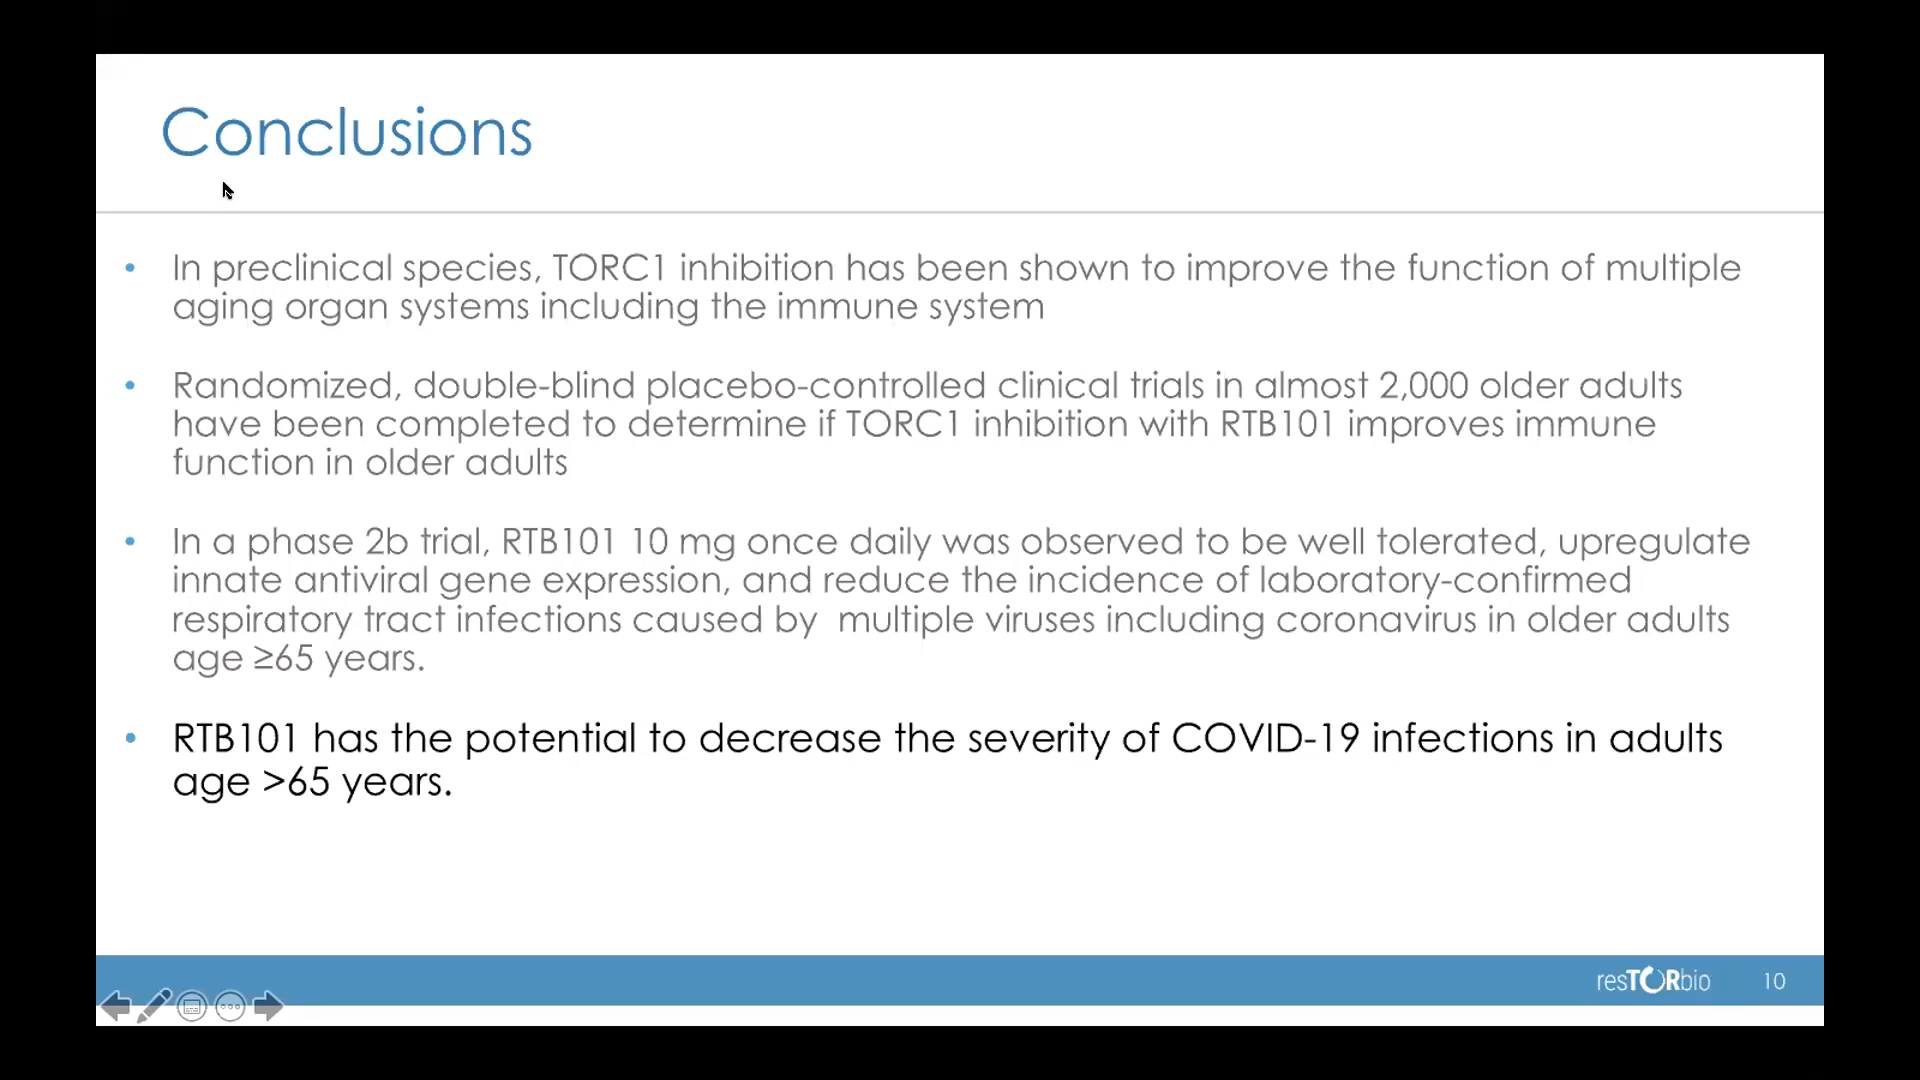 Conclusions
• In preclinical species, TORC1 inhibition has been shown to improve the function of multiple
aging organ systems including the immune system
• Randomized, double-blind placebo-controlled clinical trials in almost 2,000 older adults
have been completed to determine if TORC1 inhibition with RTB101 improves immune
function in older adults
• In a phase 2b trial, RTB101 10 mg once daily was observed to be well tolerated, upregulate
innate antiviral gene expression, and reduce the incidence of laboratory-confirmed
respiratory tract infections caused by  multiple viruses including coronavirus in older adults
age ≥65 years.
• RTB101 has the potential to decrease the severity of COVID-19 infections in adults
age >65 years.
resTORbio 10